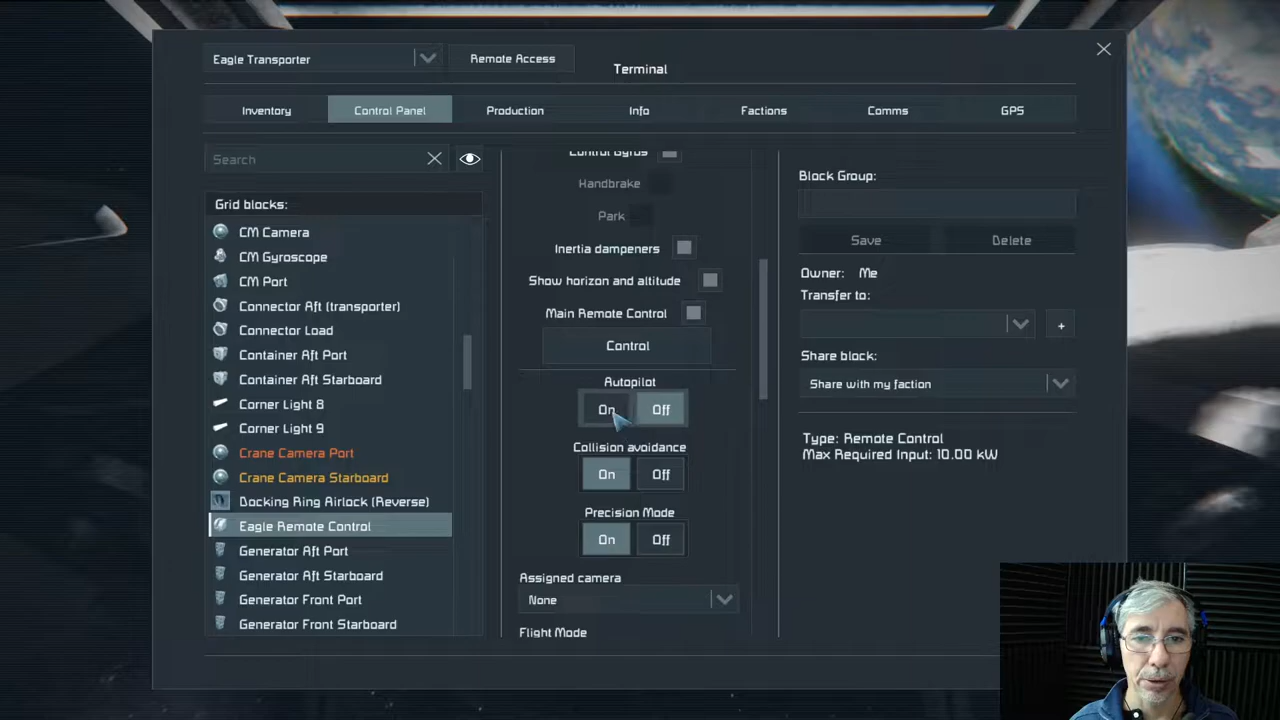 Eagle Transporter
Remote Access
Terminal
Inventory
Control Panel
Production
Info
Factions
Comms
GPS
Search
Grid blocks:
CM Camera
CM Gyroscope
CM Port
Connector Aft (transporter)
Connector Load
Container Aft Port
Container Aft Starboard
Corner Light 8
Corner Light 9
Crane Camera Port
Crane Camera Starboard
Docking Ring Airlock (Reverse)
Eagle Remote Control
Generator Aft Port
Generator Aft Starboard
Generator Front Port
Generator Front Starboard
Control Gyros
Handbrake
Park
Inertia dampeners
Show horizon and altitude
Main Remote Control
Control
Autopilot
On Off
Collision avoidance
On Off
Precision Mode
On Off
Assigned camera
None
Flight Mode
Block Group:
Save Delete
Owner: Me
Transfer to:
+
Share block:
Share with my faction
Type: Remote Control
Max Required Input: 10.00 kW